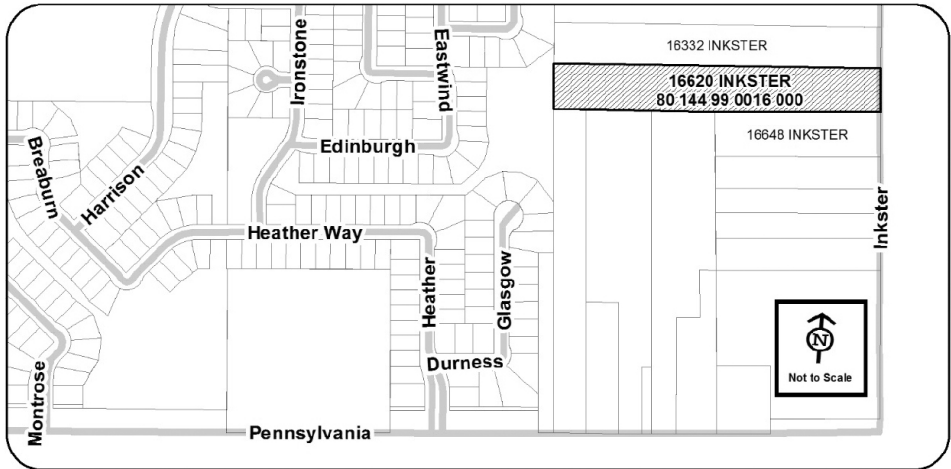 16332 INKSTER
16620 INKSTER
80 144 99 0016 000
16648 INKSTER
Ironstone
Eastwind
Edinburgh
Breaburn
Harrison
Heather Way
Inkster
Heather
Glasgow
Durness
Montrose
Pennsylvania
N
Not to Scale